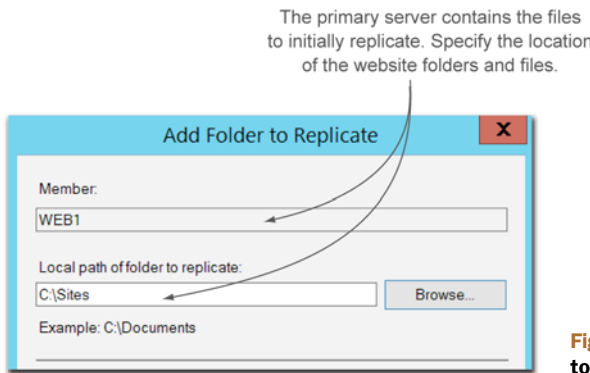 The primary server contains the files
to initially replicate. Specify the location
of the website folders and files.
Add Folder to Replicate
X
Member:
WEB1
Local path of folder to replicate:
C:\Sites
Browse...
Example: C:\Documents
to